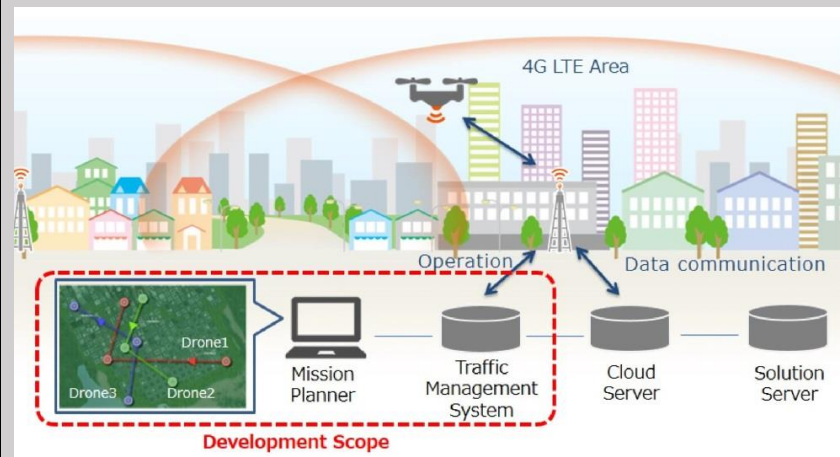 4G LTE Area
Operation
Data communication
Drone1
Drone3
Drone2
Mission
Planner
Traffic
Management
System
Cloud
Server
Solution
Server
Development Scope